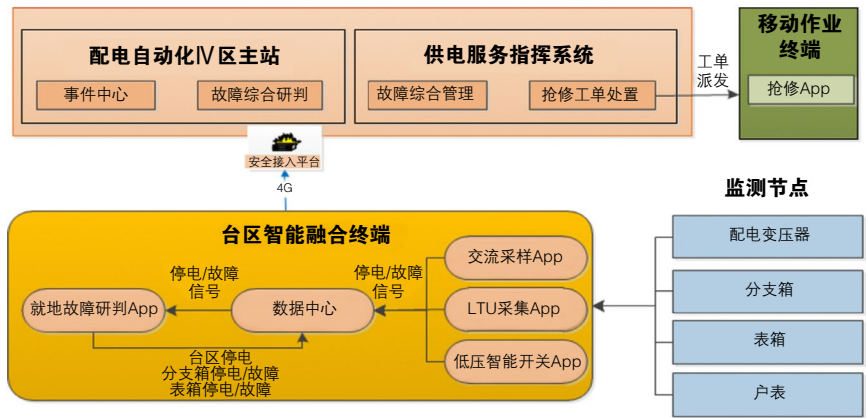 配电自动化Ⅳ区主站
事件中心
故障综合研判
供电服务指挥系统
故障综合管理
抢修工单处置
工单
派发
移动作业
终端
抢修App
安全接入平台
4G
台区智能融合终端
就地故障研判App
停电/故障
信号
数据中心
停电/故障
信号
交流采样App
LTU采集App
低压智能开关App
台区停电
分支箱停电/故障
表箱停电/故障
监测节点
配电变压器
分支箱
表箱
户表